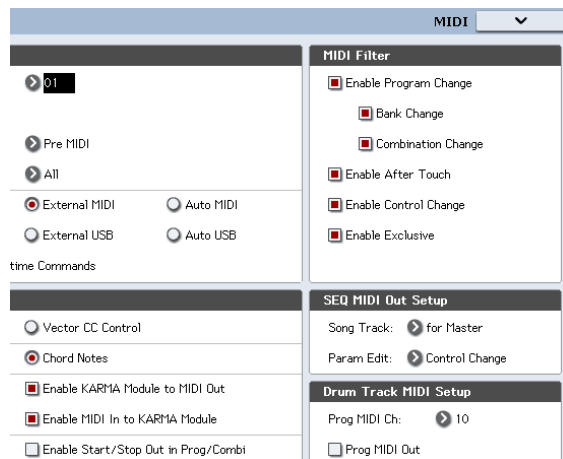 MIDI
MIDI Filter
01
Enable Program Change
Bank Change
Pre MIDI
Combination Change
All
Enable After Touch
External MIDI Auto MIDI
Enable Control Change
External USB Auto USB
Enable Exclusive
time Commands
SEQ MIDI Out Setup
Vector CC Control
Song Track: for Master
Chord Notes
Param Edit: Control Change
Enable KARMA Module to MIDI Out
Drum Track MIDI Setup
Enable MIDI In to KARMA Module
Prog MIDI Ch: 10
Enable Start/Stop Out in Prog/Combi
Prog MIDI Out